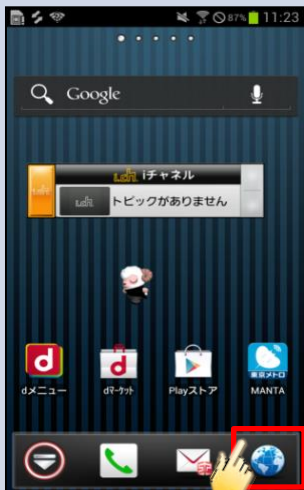 87% 11:23
Google
iチャネル
トピックがありません
d
d
dメニュー
dマーケット
Playストア
東京メトロ
MANTA